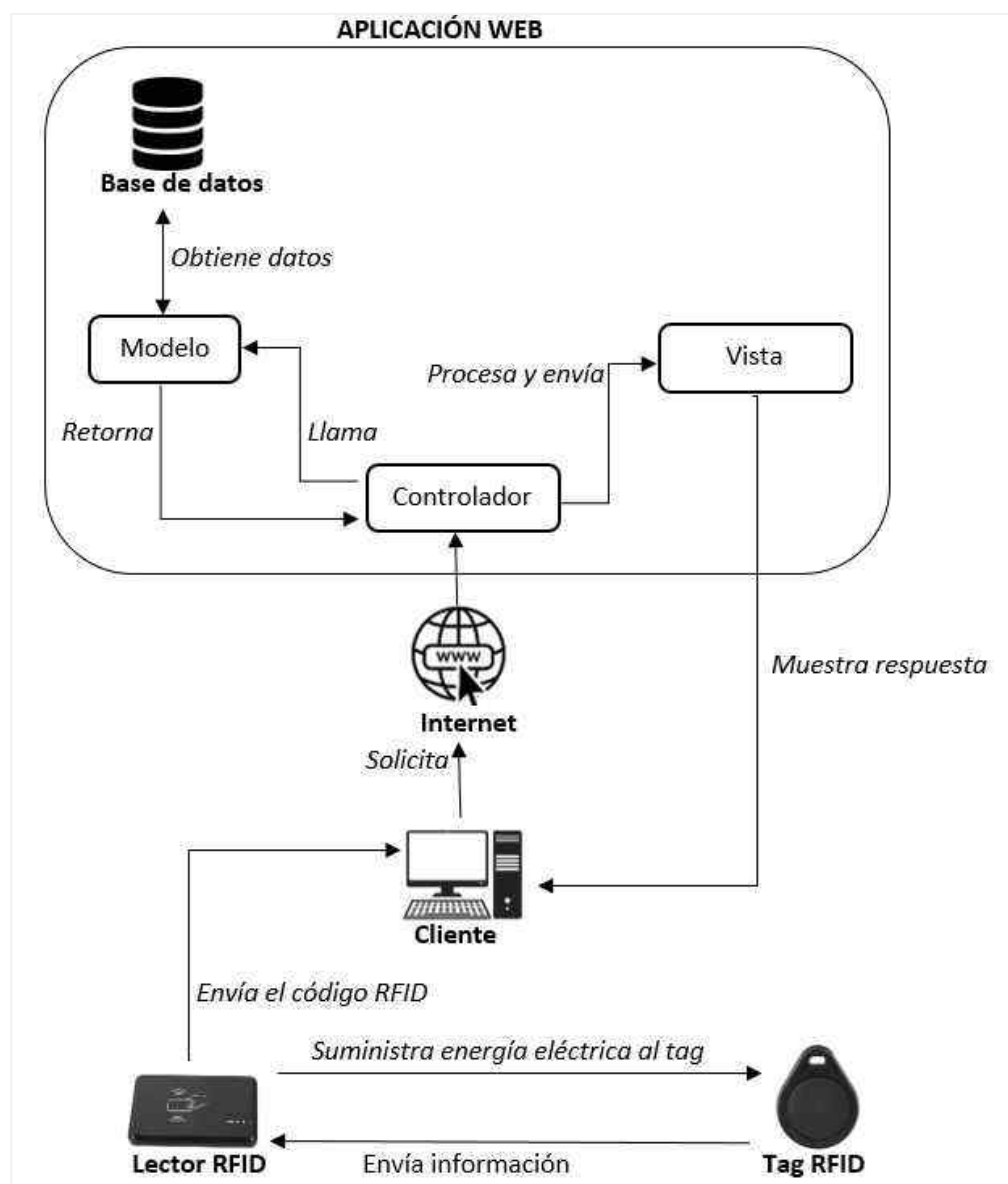 APLICACIÓN WEB
Base de datos
Obtiene datos
Modelo
Vista
Procesa y envía
Retorna
Llama
Controlador
www
Internet
Muestra respuesta
Solicita
Cliente
Envía el código RFID
Suministra energía eléctrica al tag
Lector RFID
Envía información
Tag RFID